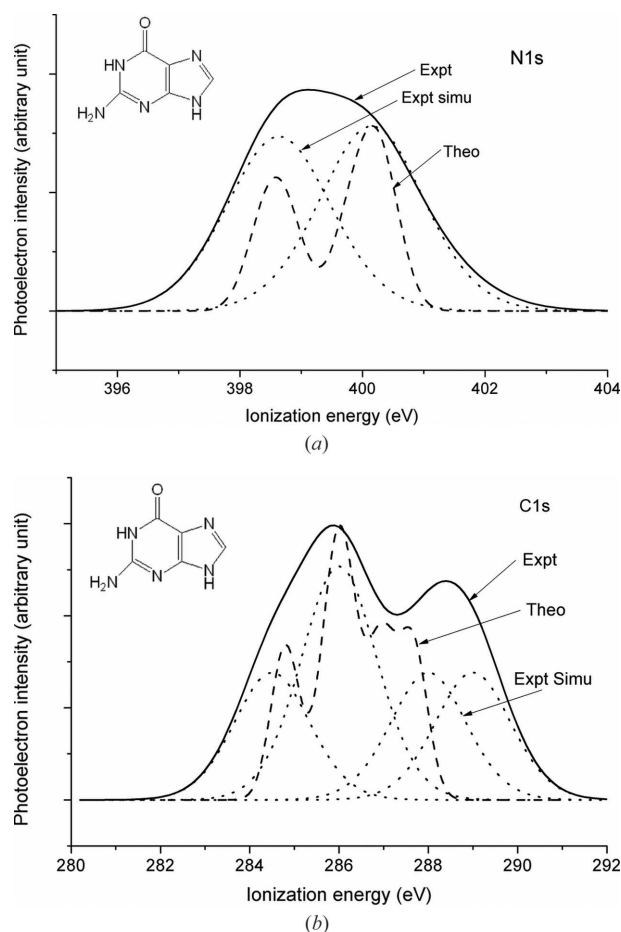 (a)
N1s
Expt
Expt simu
Theo
O
HN
N
H₂N
N
N
H
Photoelectron intensity (arbitrary unit)
396 398 400 402 404
Ionization energy (eV)
(a)
C1s
Expt
Theo
Expt Simu
O
HN
N
H₂N
N
N
H
Photoelectron intensity (arbitrary unit)
280 282 284 286 288 290 292
Ionization energy (eV)
(b)